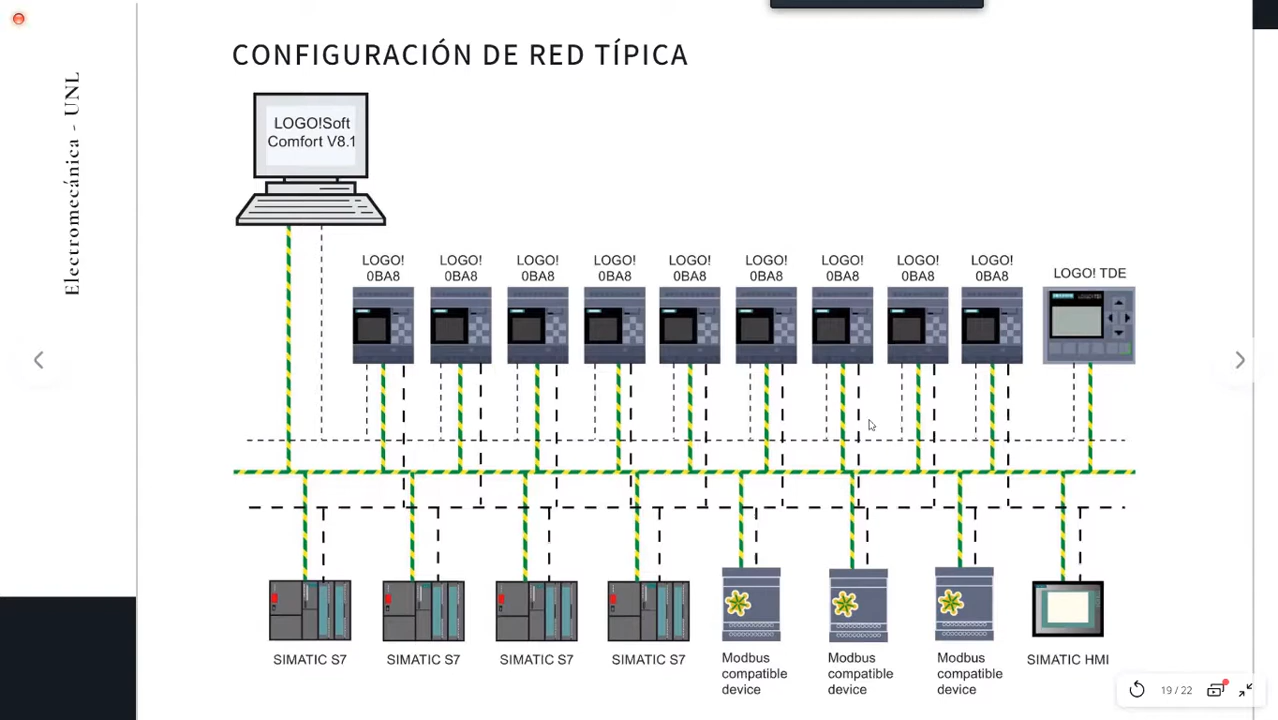 CONFIGURACIÓN DE RED TÍPICA
Electromecánica - UNL
LOGO!Soft
Comfort V8.1
LOGO!
0BA8
LOGO!
0BA8
LOGO!
0BA8
LOGO!
0BA8
LOGO!
0BA8
LOGO!
0BA8
LOGO!
0BA8
LOGO!
0BA8
LOGO!
0BA8
LOGO! TDE
SIMATIC S7
SIMATIC S7
SIMATIC S7
SIMATIC S7
Modbus
compatible
device
Modbus
compatible
device
Modbus
compatible
device
SIMATIC HMI
19 / 22